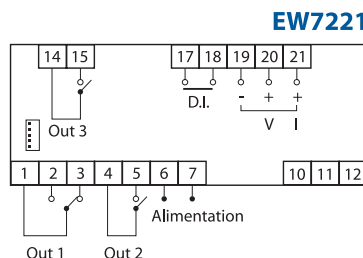 EW7221
14 15 17 18 19 20 21
- + +
D.I.
V I
Out 3
1 2 3 4 5 6 7 10 11 12
Alimentation
Out 1 Out 2